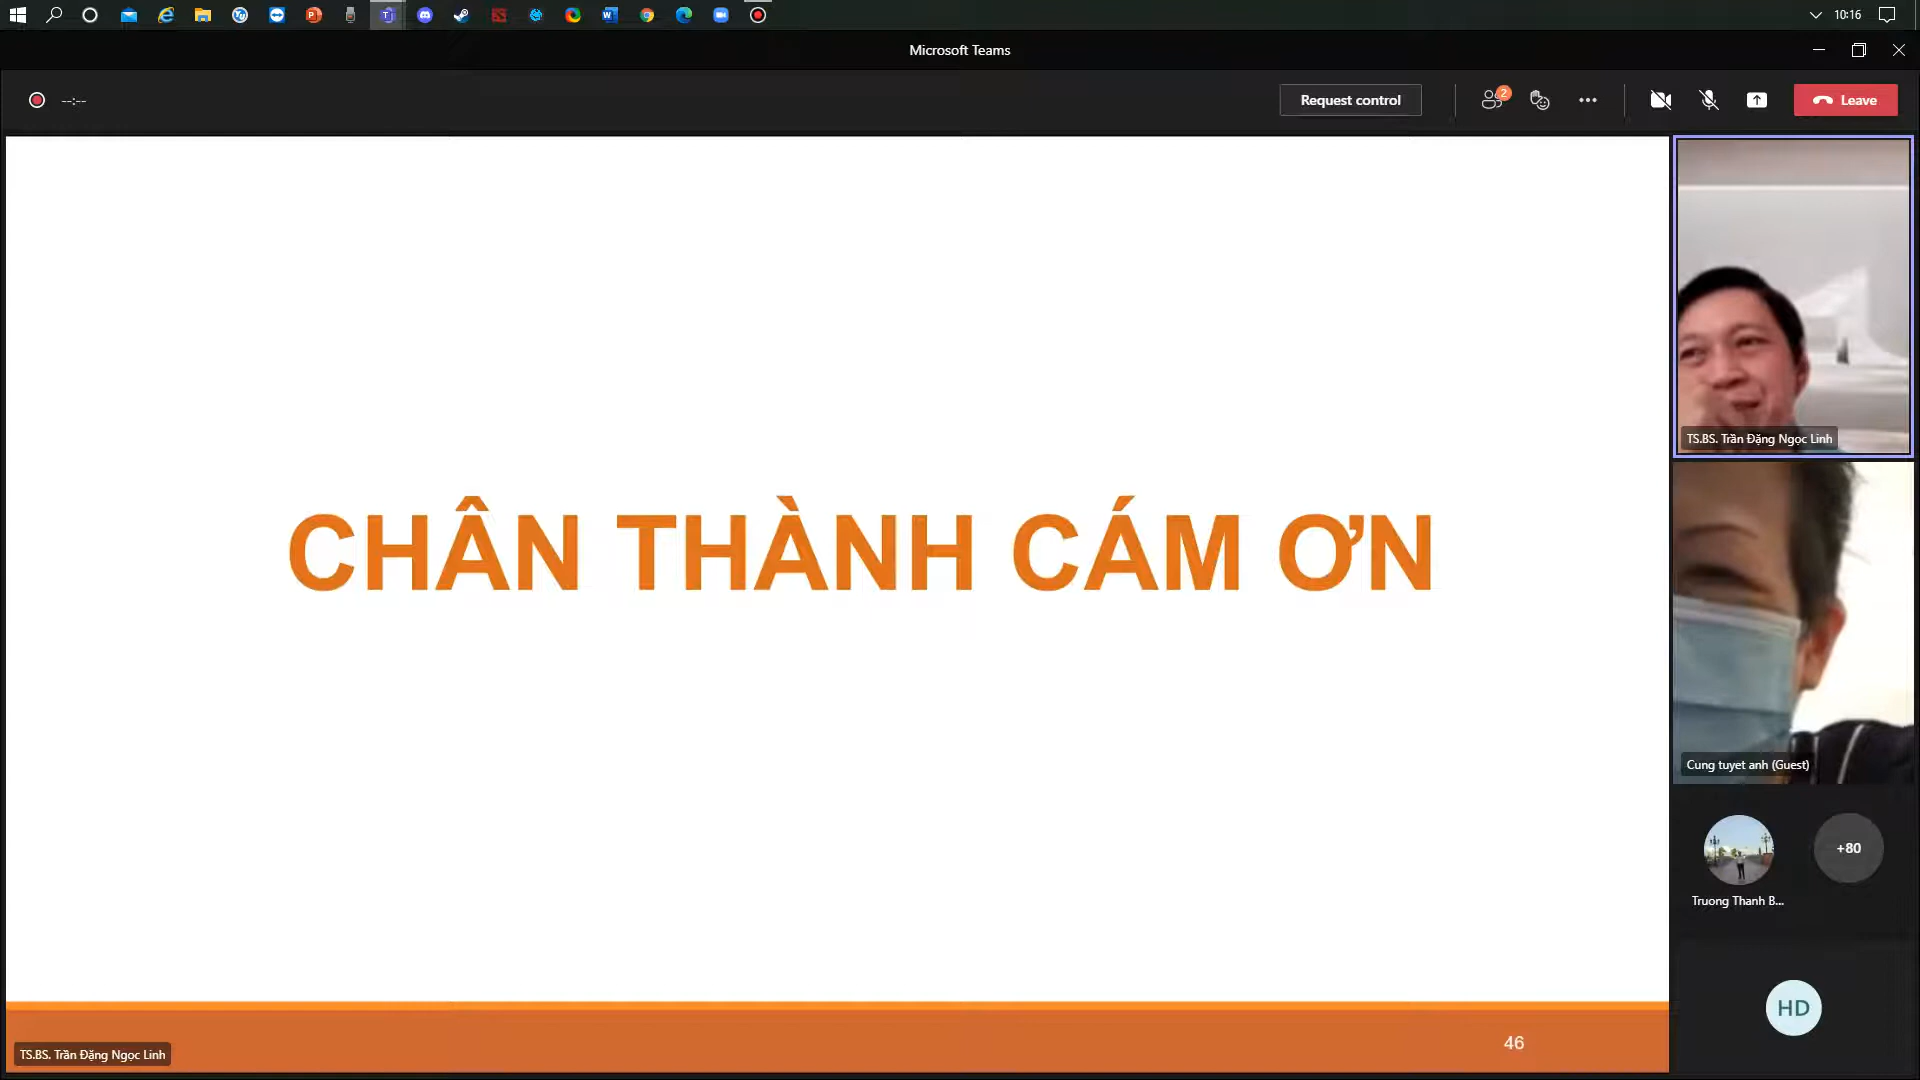 10:16
Microsoft Teams
--:--
Request control
2
Leave
CHÂN THÀNH CÁM ƠN
TS.BS. Trần Đặng Ngọc Linh
Cung tuyet anh (Guest)
+80
Truong Thanh B...
HD
46
TS.BS. Trần Đặng Ngọc Linh